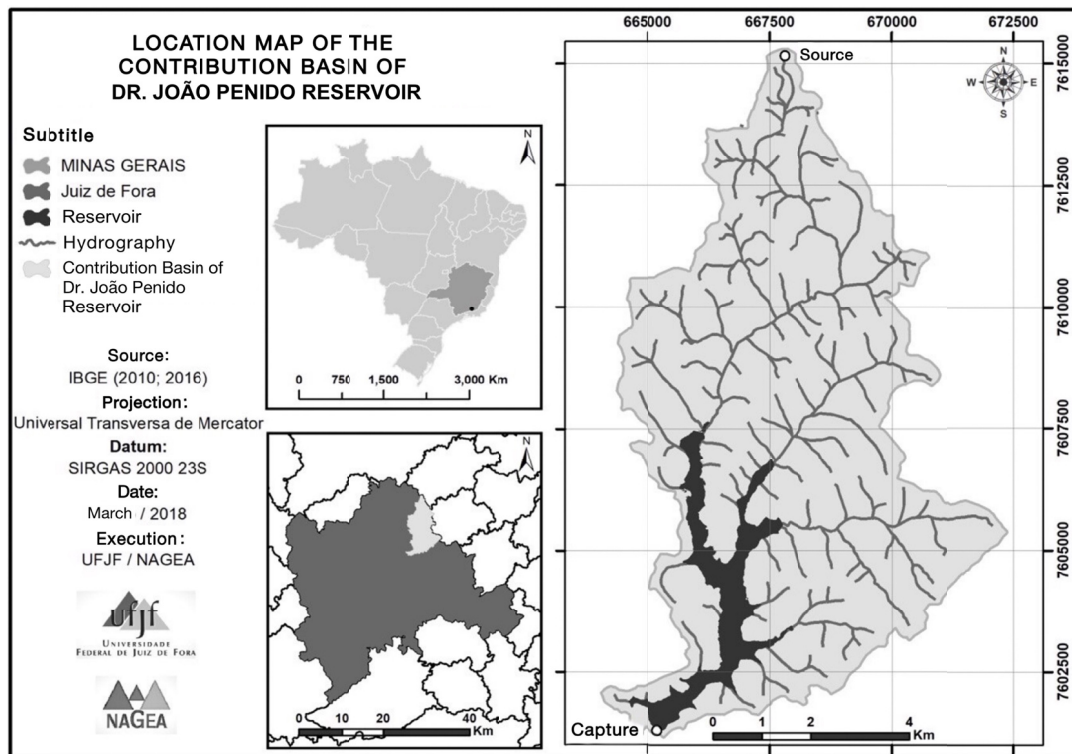 LOCATION MAP OF THE
CONTRIBUTION BASIN OF
DR. JOÃO PENIDO RESERVOIR
Subtitle
MINAS GERAIS
Juiz de Fora
Reservoir
Hydrography
Contribution Basin of
Dr. João Penido
Reservoir
Source:
IBGE (2010; 2016)
Projection:
Universal Transversa de Mercator
Datum:
SIRGAS 2000 23S
Date:
March / 2018
Execution:
UFJF / NAGEA
ufjf
UNIVERSIDADE
FEDERAL DE JUIZ DE FORA
NAGEA
N
0 750 1,500 3,000 Km
N
0 10 20 40
Km
665000 667500 670000 672500
Source
N
W E
S
7615000
7612500
7610000
7607500
7605000
7602500
Capture
0 1 2 4
Km